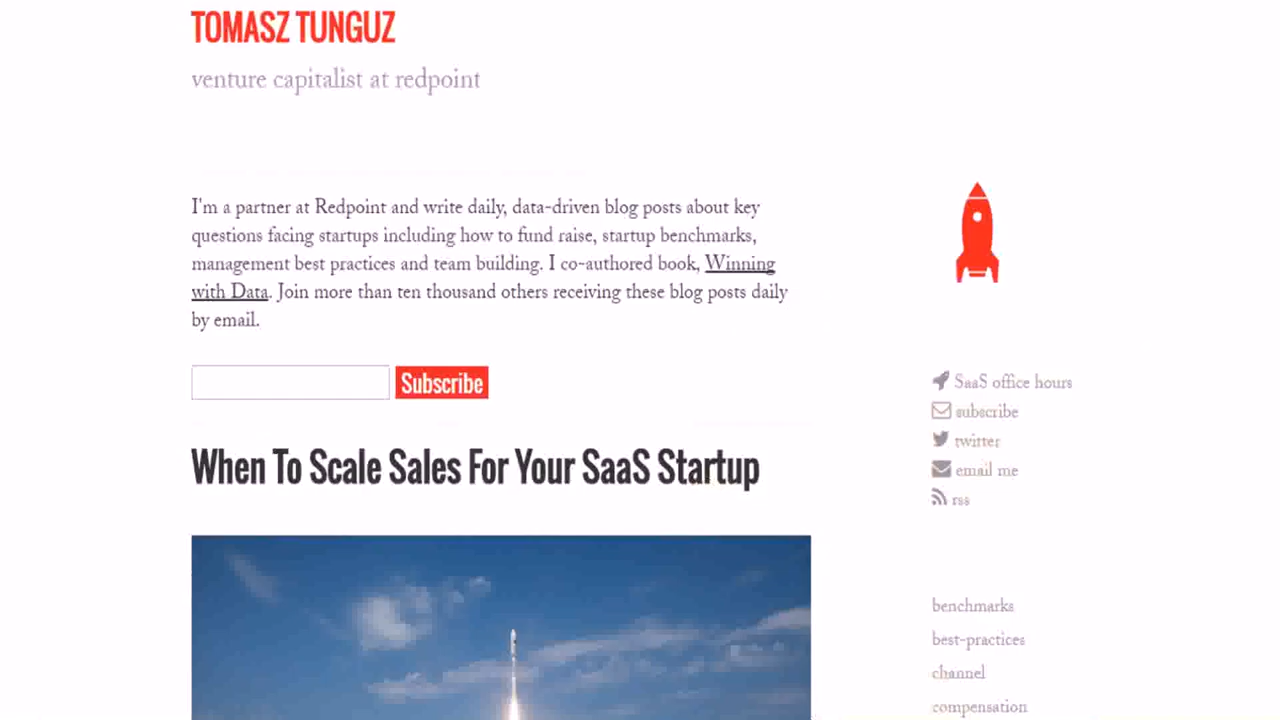 TOMASZ TUNGUZ
venture capitalist at redpoint
I'm a partner at Redpoint and write daily, data-driven blog posts about key
questions facing startups including how to fund raise, startup benchmarks,
management best practices and team building. I co-authored book, Winning
with Data. Join more than ten thousand others receiving these blog posts daily
by email.
Subscribe
When To Scale Sales For Your SaaS Startup
SaaS office hours
subscribe
twitter
email me
rss
benchmarks
best-practices
channel
compensation